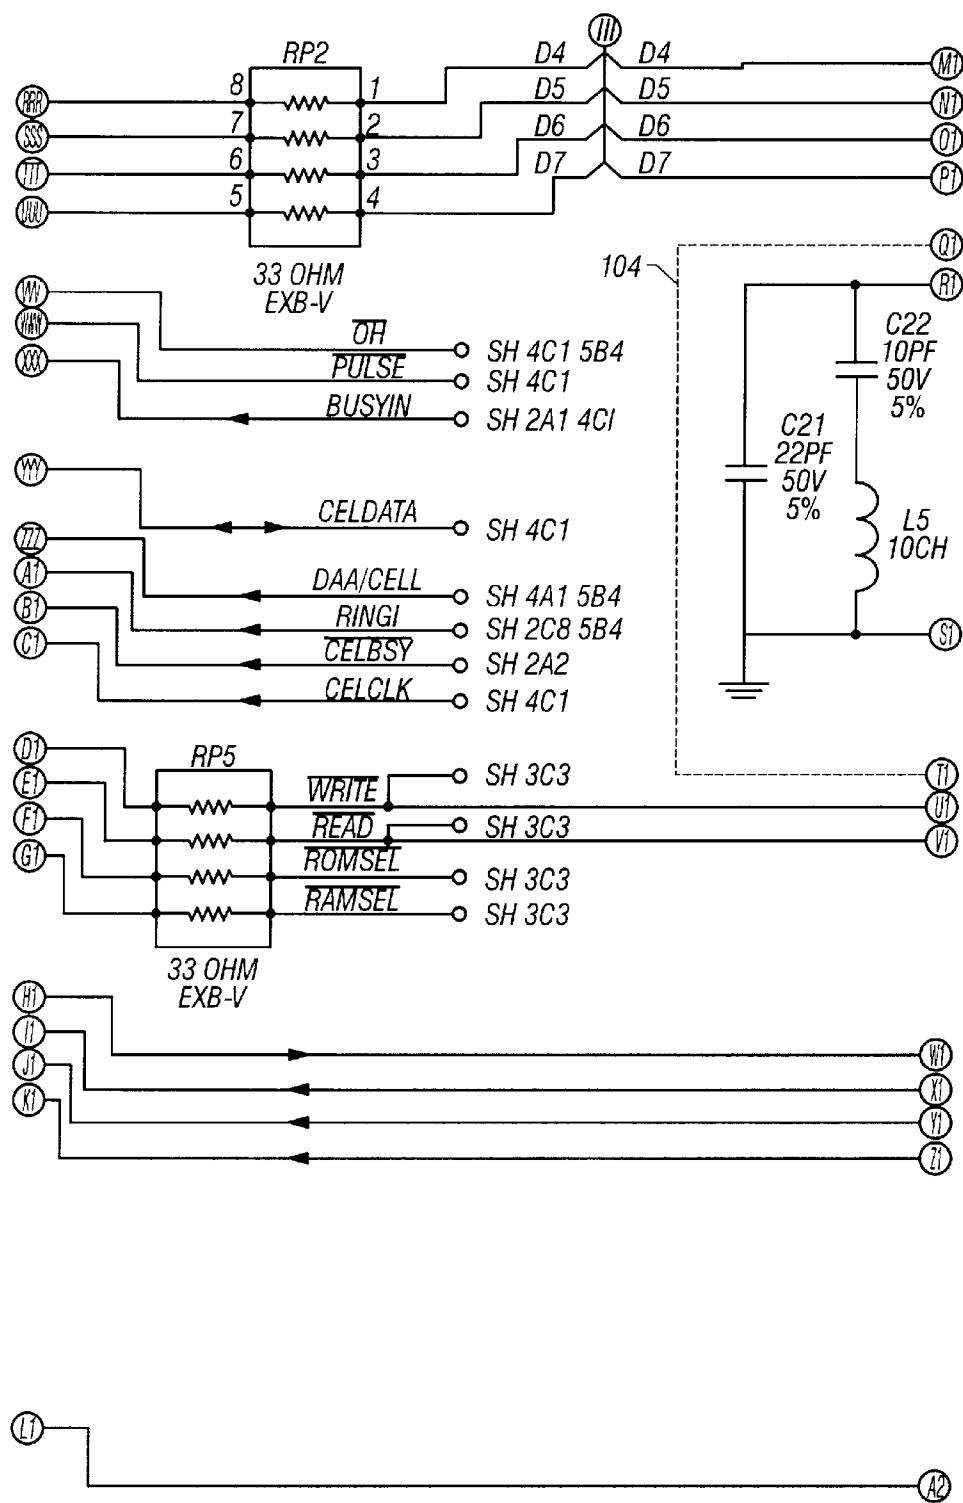 III
RP2
D4 D4 M1
8 1
RRR D5 D5 N1
7 2
SSS D6 D6 O1
6 3
TTT D7 D7 P1
5 4
UUU
33 OHM
EXB-V
104
Q1
R1
C22
10PF
50V
5%
C21
22PF
50V
5%
L5
10CH
S1
VVV
WWW
XXX
OH SH 4C1 5B4
PULSE SH 4C1
BUSYIN SH 2A1 4CI
YYY
CELDATA SH 4C1
ZZZ
A1
B1
C1
DAA/CELL SH 4A1 5B4
RINGI SH 2C8 5B4
CELBSY SH 2A2
CELCLK SH 4C1
D1
E1
F1
G1
RP5
WRITE SH 3C3
READ SH 3C3
ROMSEL SH 3C3
RAMSEL SH 3C3
T1
U1
V1
33 OHM
EXB-V
H1
I1
J1
K1
W1
X1
Y1
Z1
L1
A2